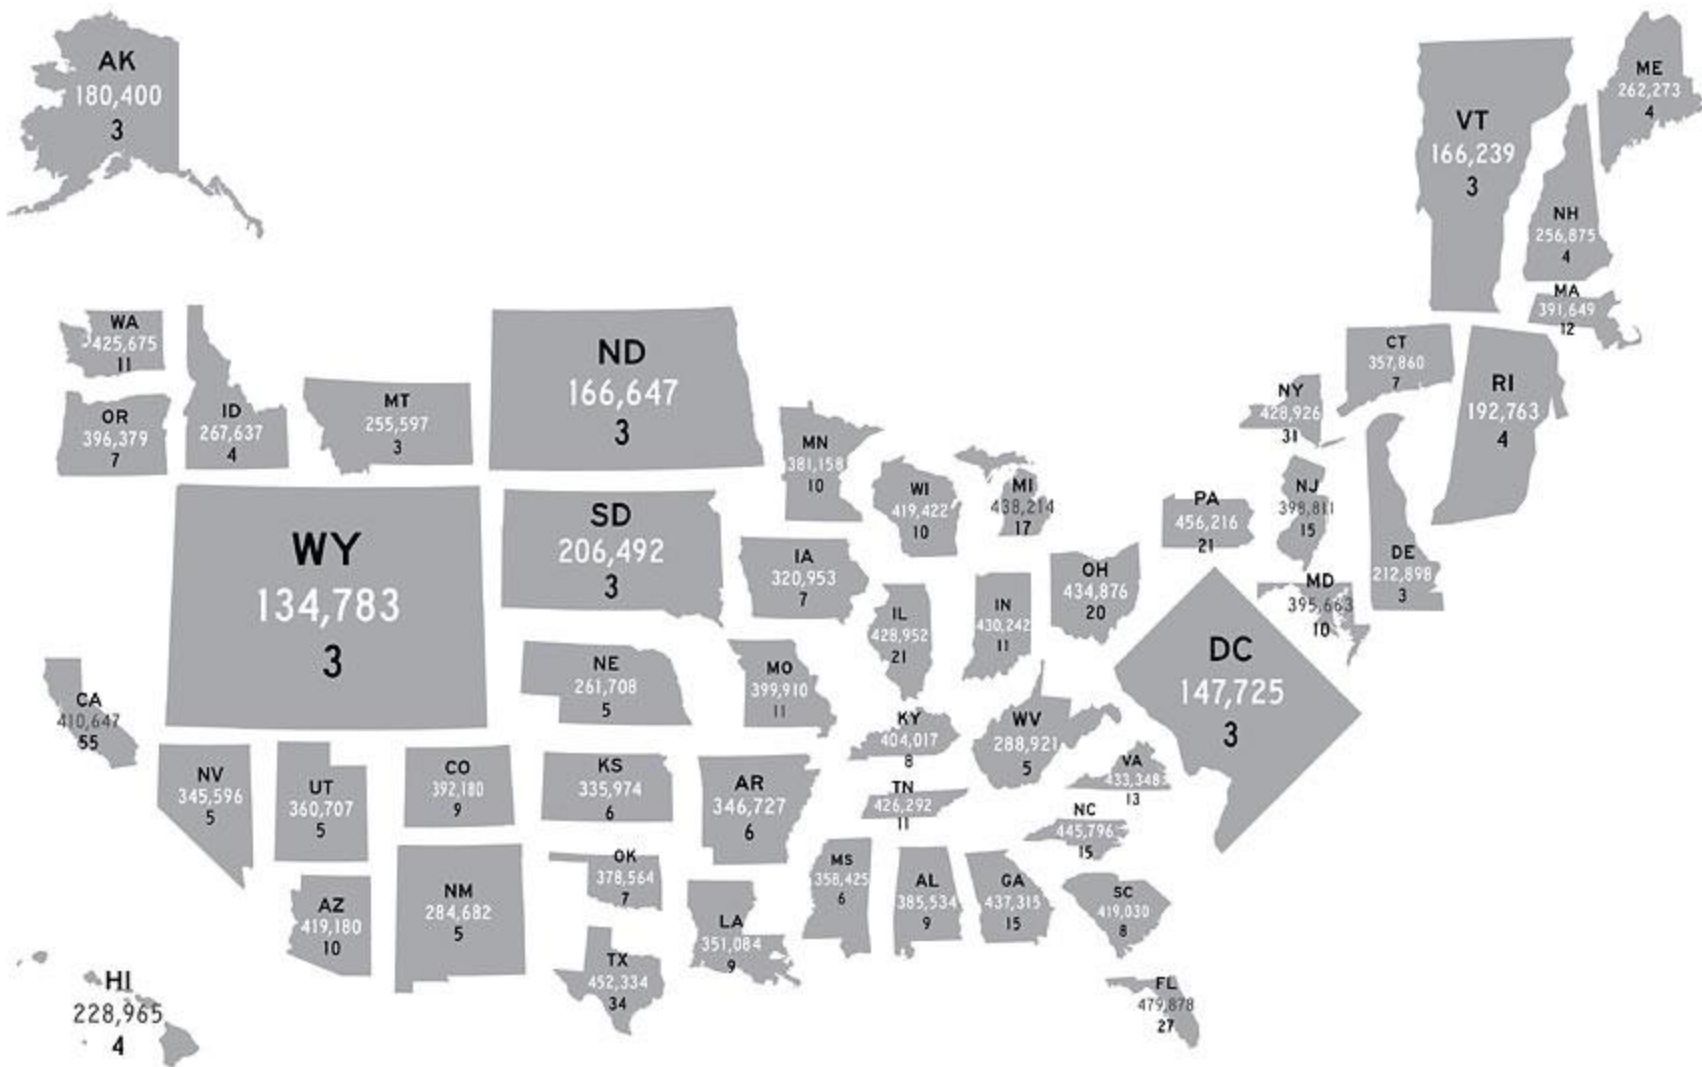 AK
180,400
3
VT
166,239
3
ME
262,273
4
NH
256,875
4
MA
391,649
12
WA
425,675
11
OR
396,379
7
ID
267,637
4
MT
255,597
3
ND
166,647
3
MN
381,158
10
WI
419,422
10
MI
438,214
17
NY
428,926
31
CT
357,860
7
RI
192,763
4
PA
456,216
21
NJ
398,811
15
DE
212,898
3
MD
395,663
10
WY
134,783
3
SD
206,492
3
IA
320,953
7
IL
428,952
21
IN
430,242
11
OH
434,876
20
DC
147,725
3
CA
410,647
55
NE
261,708
5
MO
399,910
11
KY
404,017
8
WV
288,921
5
VA
433,348
13
NV
345,596
5
UT
360,707
5
CO
392,180
9
KS
335,974
6
AR
346,727
6
TN
426,292
11
NC
445,796
15
AZ
419,180
10
NM
284,682
5
OK
378,564
7
LA
351,084
9
MS
358,425
6
AL
385,534
9
GA
437,315
15
SC
419,030
8
TX
452,334
34
FL
479,878
27
HI
228,965
4